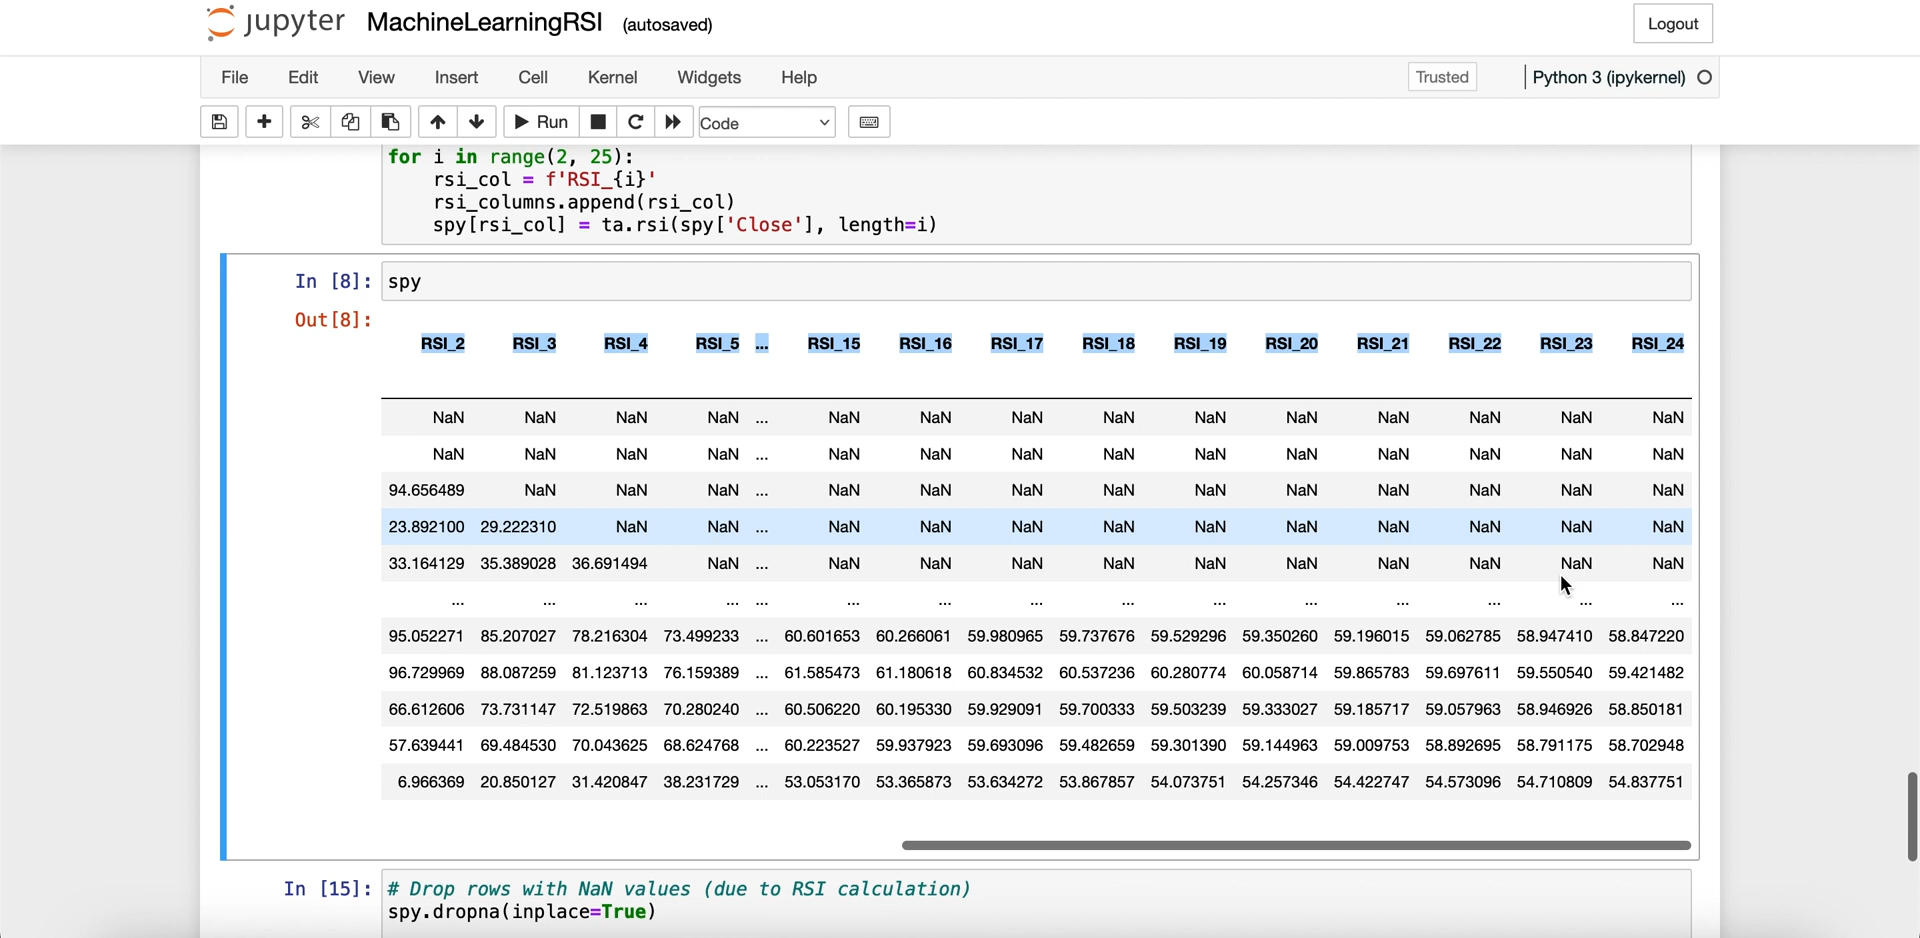 jupyter MachineLearningRSI (autosaved) Logout
File Edit View Insert Cell Kernel Widgets Help Trusted Python 3 (ipykernel)
Run Code
for i in range(2, 25):
rsi_col = f'RSI_{i}'
rsi_columns.append(rsi_col)
spy[rsi_col] = ta.rsi(spy['Close'], length=i)
In [8]: spy
Out[8]:
RSI_2 RSI_3 RSI_4 RSI_5 ... RSI_15 RSI_16 RSI_17 RSI_18 RSI_19 RSI_20 RSI_21 RSI_22 RSI_23 RSI_24
NaN NaN NaN NaN ... NaN NaN NaN NaN NaN NaN NaN NaN NaN NaN
NaN NaN NaN NaN ... NaN NaN NaN NaN NaN NaN NaN NaN NaN NaN
94.656489 NaN NaN NaN ... NaN NaN NaN NaN NaN NaN NaN NaN NaN NaN
23.892100 29.222310 NaN NaN ... NaN NaN NaN NaN NaN NaN NaN NaN NaN NaN
33.164129 35.389028 36.691494 NaN ... NaN NaN NaN NaN NaN NaN NaN NaN NaN NaN
... ... ... ... ... ... ... ... ... ... ... ... ... ... ...
95.052271 85.207027 78.216304 73.499233 ... 60.601653 60.266061 59.980965 59.737676 59.529296 59.350260 59.196015 59.062785 58.947410 58.847220
96.729969 88.087259 81.123713 76.159389 ... 61.585473 61.180618 60.834532 60.537236 60.280774 60.058714 59.865783 59.697611 59.550540 59.421482
66.612606 73.731147 72.519863 70.280240 ... 60.506220 60.195330 59.929091 59.700333 59.503239 59.333027 59.185717 59.057963 58.946926 58.850181
57.639441 69.484530 70.043625 68.624768 ... 60.223527 59.937923 59.693096 59.482659 59.301390 59.144963 59.009753 58.892695 58.791175 58.702948
6.966369 20.850127 31.420847 38.231729 ... 53.053170 53.365873 53.634272 53.867857 54.073751 54.257346 54.422747 54.573096 54.710809 54.837751
In [15]: # Drop rows with NaN values (due to RSI calculation)
spy.dropna(inplace=True)